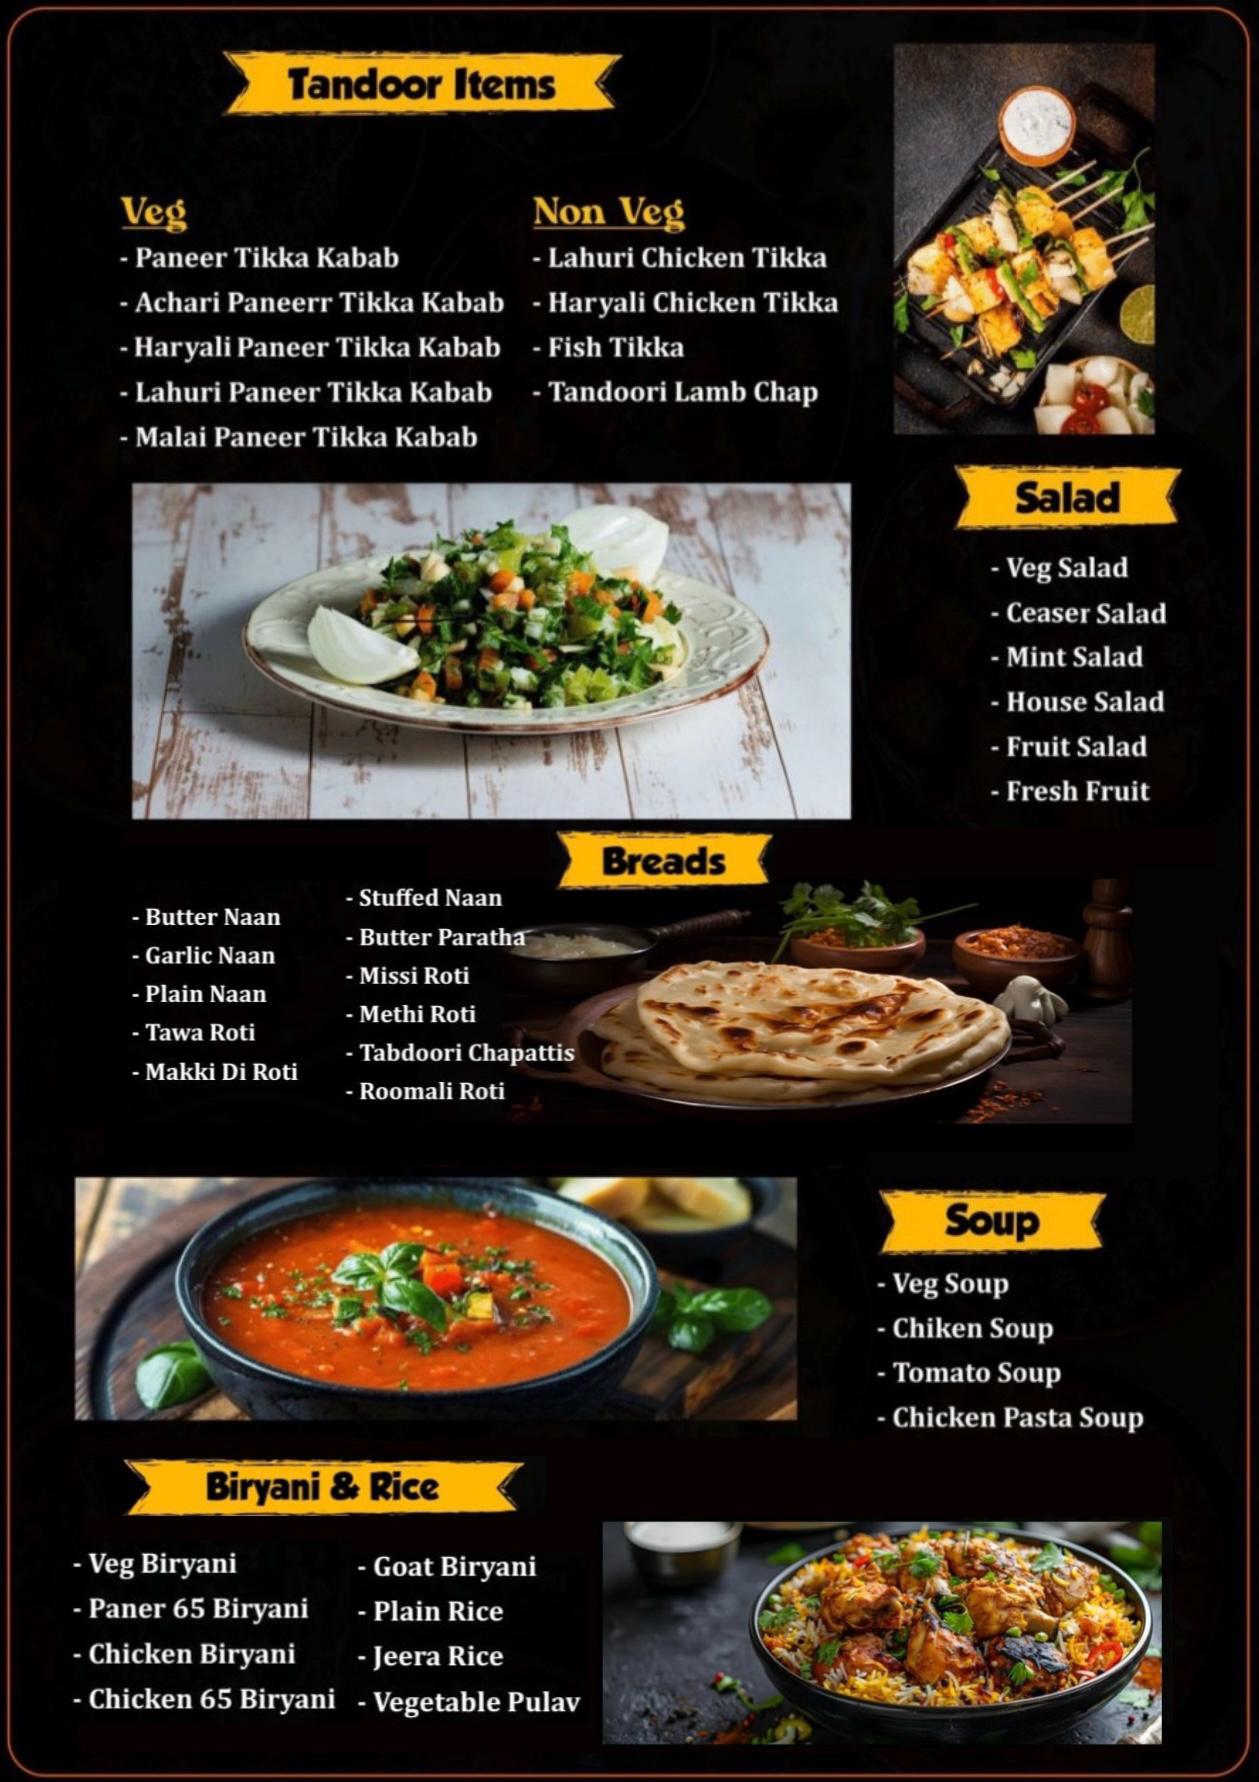 Tandoor Items
Veg
- Paneer Tikka Kabab
- Achari Paneerr Tikka Kabab
- Haryali Paneer Tikka Kabab
- Lahuri Paneer Tikka Kabab
- Malai Paneer Tikka Kabab
Non Veg
- Lahuri Chicken Tikka
- Haryali Chicken Tikka
- Fish Tikka
- Tandoori Lamb Chap
Salad
- Veg Salad
- Ceaser Salad
- Mint Salad
- House Salad
- Fruit Salad
- Fresh Fruit
Breads
- Butter Naan
- Garlic Naan
- Plain Naan
- Tawa Roti
- Makki Di Roti
- Stuffed Naan
- Butter Paratha
- Missi Roti
- Methi Roti
- Tabdoori Chapattis
- Roomali Roti
Soup
- Veg Soup
- Chiken Soup
- Tomato Soup
- Chicken Pasta Soup
Biryani & Rice
- Veg Biryani
- Paner 65 Biryani
- Chicken Biryani
- Chicken 65 Biryani
- Goat Biryani
- Plain Rice
- Jeera Rice
- Vegetable Pulav